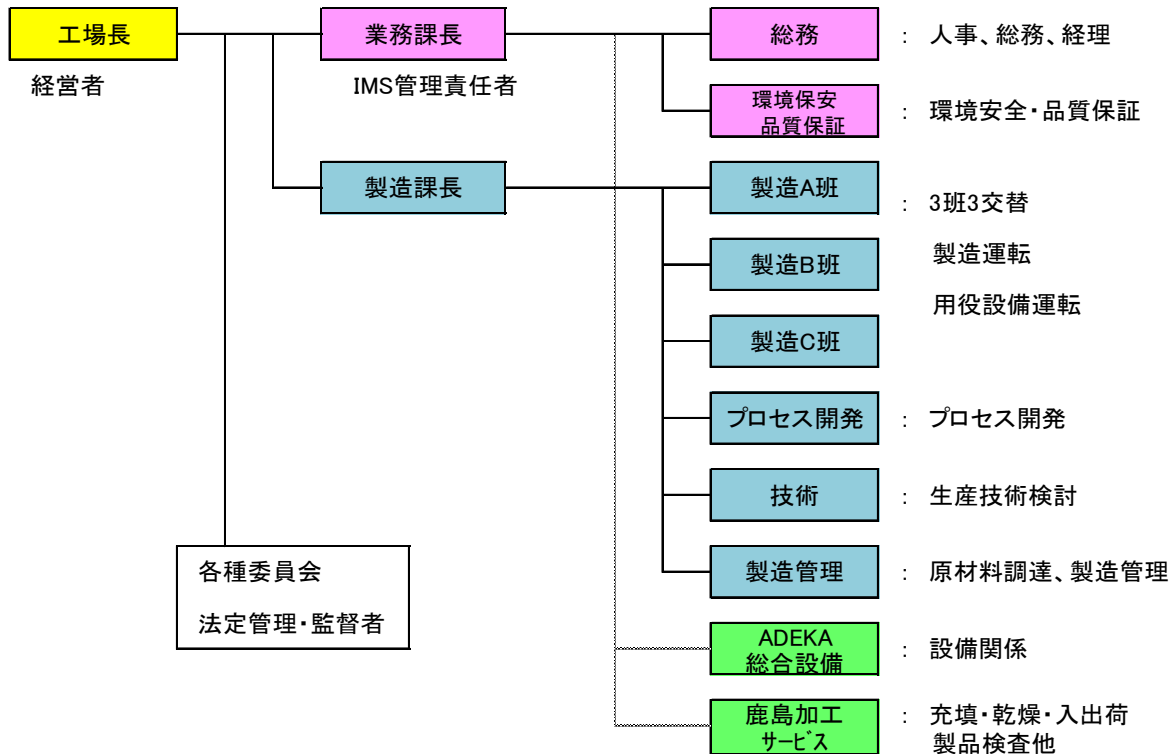 工場長
経営者
業務課長
IMS管理責任者
総務
： 人事、総務、経理
環境保安
品質保証
： 環境安全・品質保証
製造課長
製造A班
： 3班3交替
製造運転
用役設備運転
製造B班
製造C班
プロセス開発
： プロセス開発
技術
： 生産技術検討
製造管理
： 原材料調達、製造管理
各種委員会
法定管理・監督者
ADEKA
総合設備
： 設備関係
鹿島加工
ｻｰﾋﾞｽ
： 充填・乾燥・入出荷
製品検査他